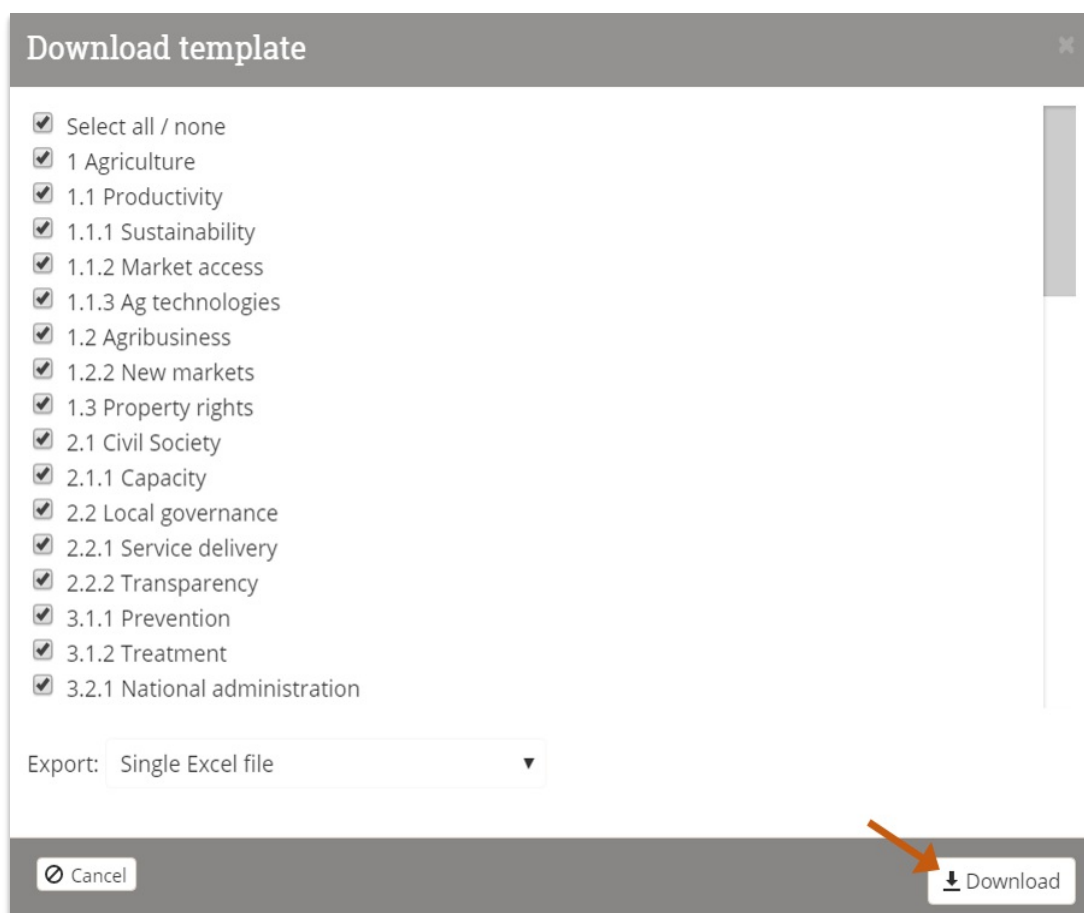 Download template
Select all / none
1 Agriculture
1.1 Productivity
1.1.1 Sustainability
1.1.2 Market access
1.1.3 Ag technologies
1.2 Agribusiness
1.2.2 New markets
1.3 Property rights
2.1 Civil Society
2.1.1 Capacity
2.2 Local governance
2.2.1 Service delivery
2.2.2 Transparency
3.1.1 Prevention
3.1.2 Treatment
3.2.1 National administration
Export: Single Excel file
Cancel
Download